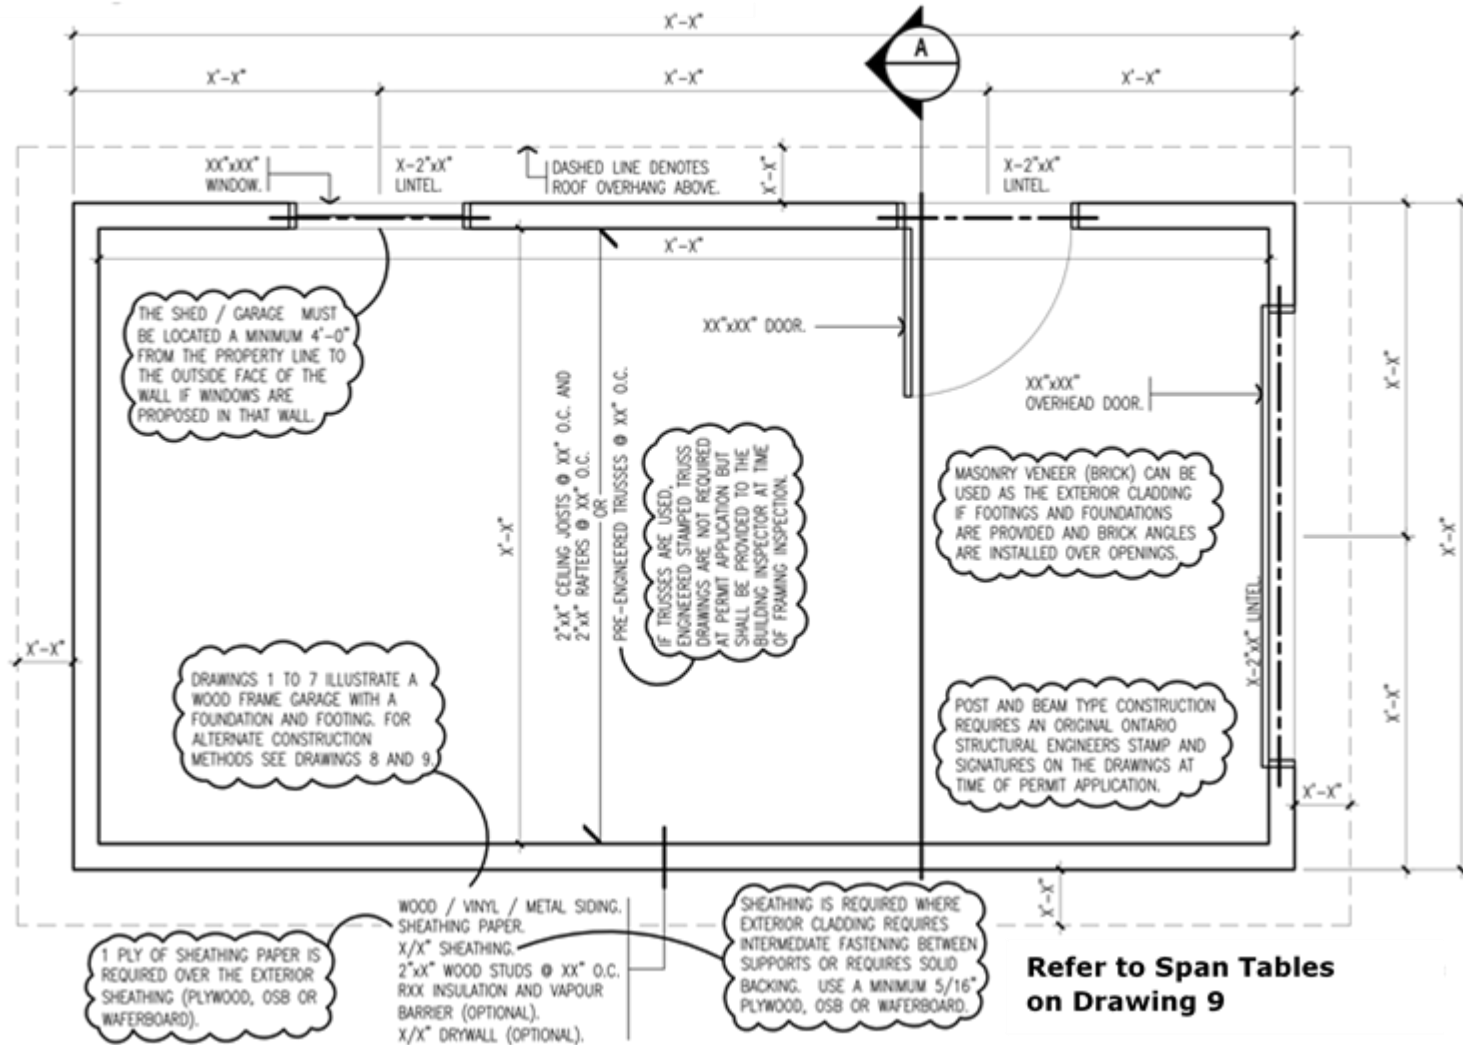 X'-X"
A
X'-X"
X'-X"
X'-X"
XX"xXX"
WINDOW.
X-2"xX"
LINTEL.
DASHED LINE DENOTES
ROOF OVERHANG ABOVE.
X'-X"
X-2"xX"
LINTEL.
X'-X"
THE SHED / GARAGE MUST
BE LOCATED A MINIMUM 4'-0"
FROM THE PROPERTY LINE TO
THE OUTSIDE FACE OF THE
WALL IF WINDOWS ARE
PROPOSED IN THAT WALL.
XX"xXX" DOOR.
XX"xXX"
OVERHEAD DOOR.
X'-X"
X'-X"
X'-X"
2"xX" CEILING JOISTS @ XX" O.C. AND
2"xX" RAFTERS @ XX" O.C.
OR
PRE-ENGINEERED TRUSSES @ XX" O.C.
IF TRUSSES ARE USED,
ENGINEERED STAMPED TRUSS
DRAWINGS ARE NOT REQUIRED
AT PERMIT APPLICATION BUT
SHALL BE PROVIDED TO THE
BUILDING INSPECTOR AT TIME
OF FRAMING INSPECTION.
MASONRY VENEER (BRICK) CAN BE
USED AS THE EXTERIOR CLADDING
IF FOOTINGS AND FOUNDATIONS
ARE PROVIDED AND BRICK ANGLES
ARE INSTALLED OVER OPENINGS.
X-2"xX" LINTEL.
X'-X"
X'-X"
DRAWINGS 1 TO 7 ILLUSTRATE A
WOOD FRAME GARAGE WITH A
FOUNDATION AND FOOTING. FOR
ALTERNATE CONSTRUCTION
METHODS SEE DRAWINGS 8 AND 9.
POST AND BEAM TYPE CONSTRUCTION
REQUIRES AN ORIGINAL ONTARIO
STRUCTURAL ENGINEERS STAMP AND
SIGNATURES ON THE DRAWINGS AT
TIME OF PERMIT APPLICATION.
X'-X"
X'-X"
1 PLY OF SHEATHING PAPER IS
REQUIRED OVER THE EXTERIOR
SHEATHING (PLYWOOD, OSB OR
WAFERBOARD).
WOOD / VINYL / METAL SIDING.
SHEATHING PAPER.
X/X" SHEATHING.
2"xX" WOOD STUDS @ XX" O.C.
RXX INSULATION AND VAPOUR
BARRIER (OPTIONAL).
X/X" DRYWALL (OPTIONAL).
SHEATHING IS REQUIRED WHERE
EXTERIOR CLADDING REQUIRES
INTERMEDIATE FASTENING BETWEEN
SUPPORTS OR REQUIRES SOLID
BACKING. USE A MINIMUM 5/16"
PLYWOOD, OSB OR WAFERBOARD.
Refer to Span Tables
on Drawing 9